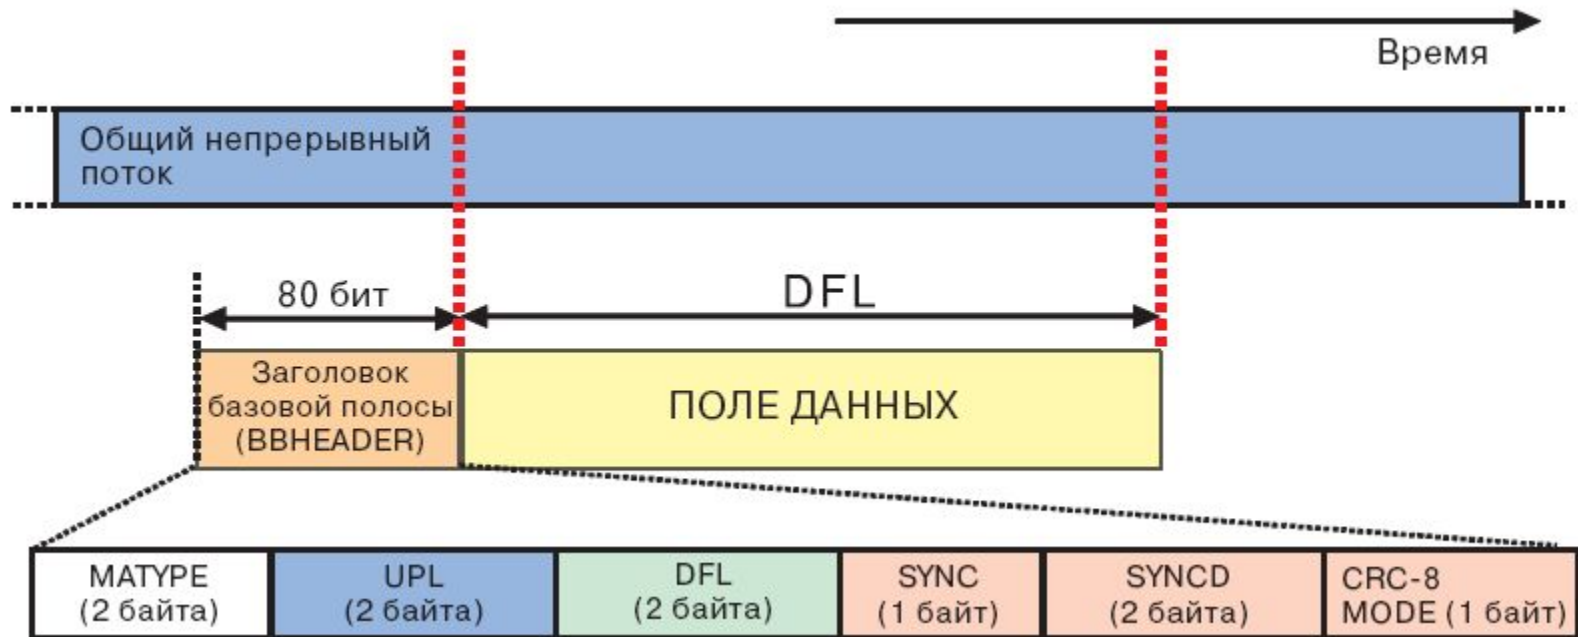 Время
Общий непрерывный
поток
80 бит
DFL
Заголовок
базовой полосы
(BBHEADER)
ПОЛЕ ДАННЫХ
MATYPE
(2 байта)
UPL
(2 байта)
DFL
(2 байта)
SYNC
(1 байт)
SYNCD
(2 байта)
CRC-8
MODE (1 байт)